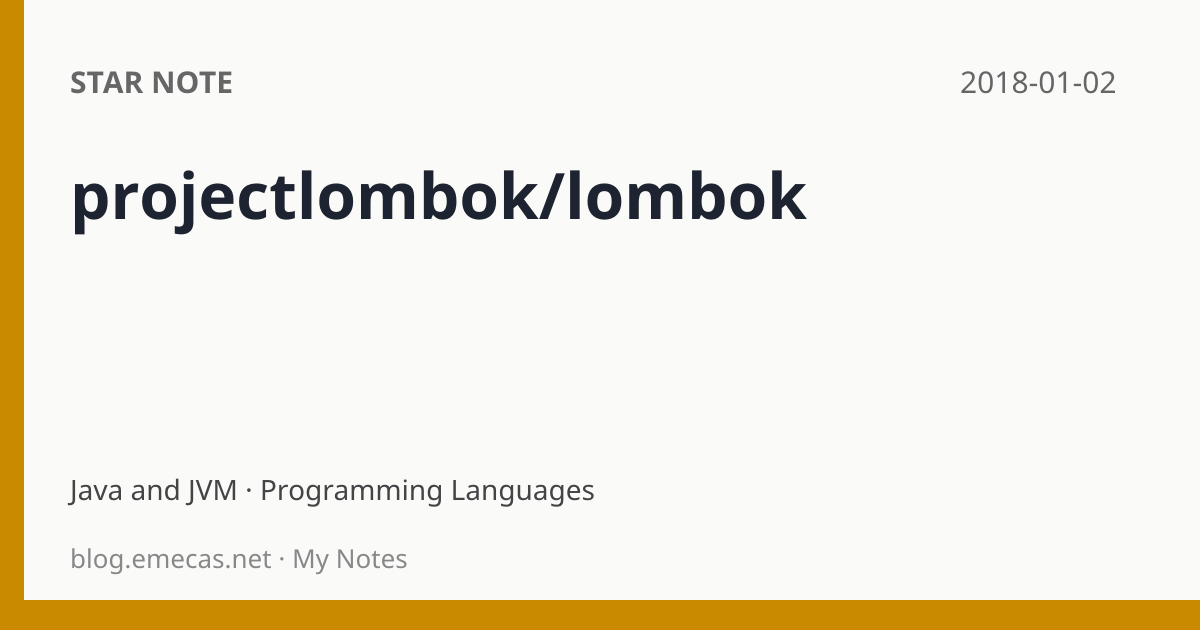 STAR NOTE
2018-01-02
projectlombok/lombok
Java and JVM · Programming Languages
blog.emecas.net · My Notes